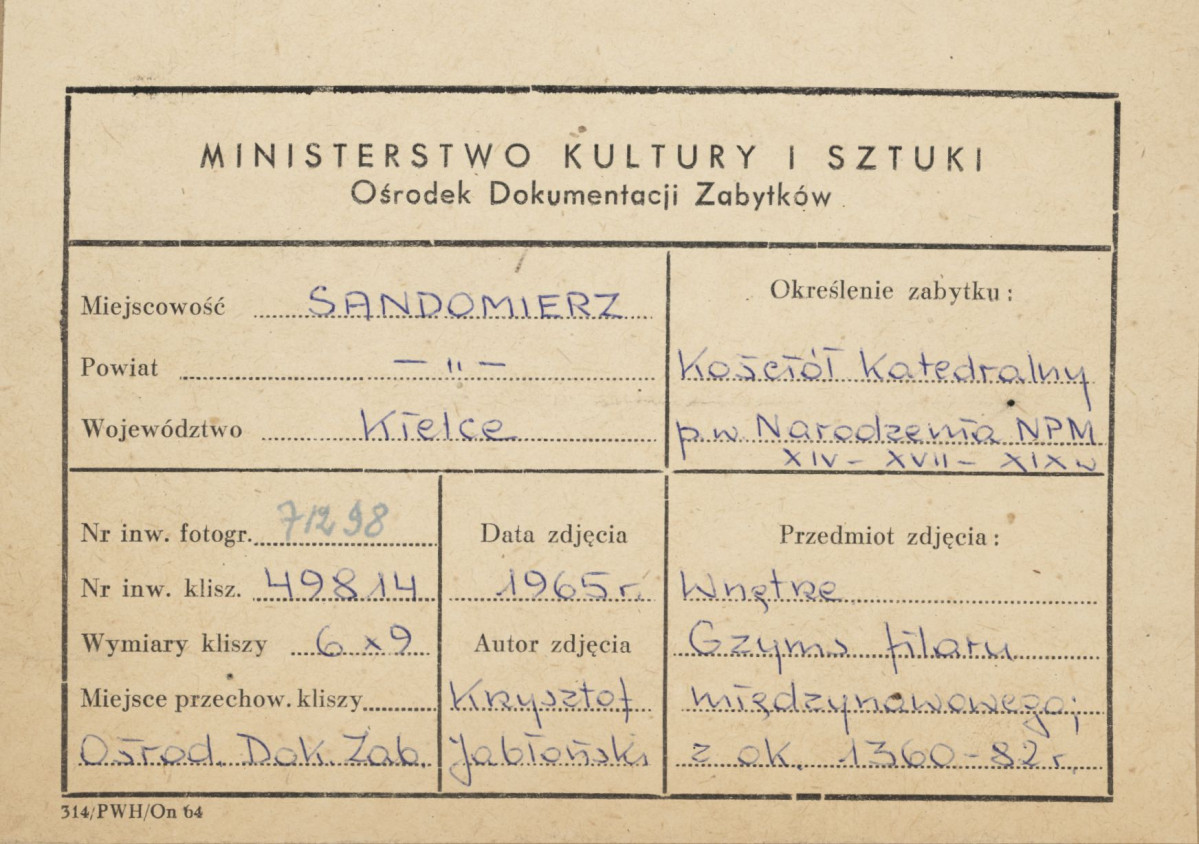 MINISTERSTWO KULTURY I SZTUKI
Ośrodek Dokumentacji Zabytków
Miejscowość SANDOMIERZ
Powiat — " —
Województwo Kielce
Określenie zabytku:
Kościół Katedralny
p.w. Narodzenia NPM
XIV - XVII - XIX w
Nr inw. fotogr. 71298
Nr inw. klisz. 49814
Wymiary kliszy 6 x 9
Miejsce przechow. kliszy
Ośrod. Dok. Zab.
Data zdjęcia
1965 r.
Autor zdjęcia
Krzysztof
Jabłoński
Przedmiot zdjęcia:
Wnętrze
Gzyms filaru
międzynawowego;
z ok. 1360-82 r.
314/PWH/On 64